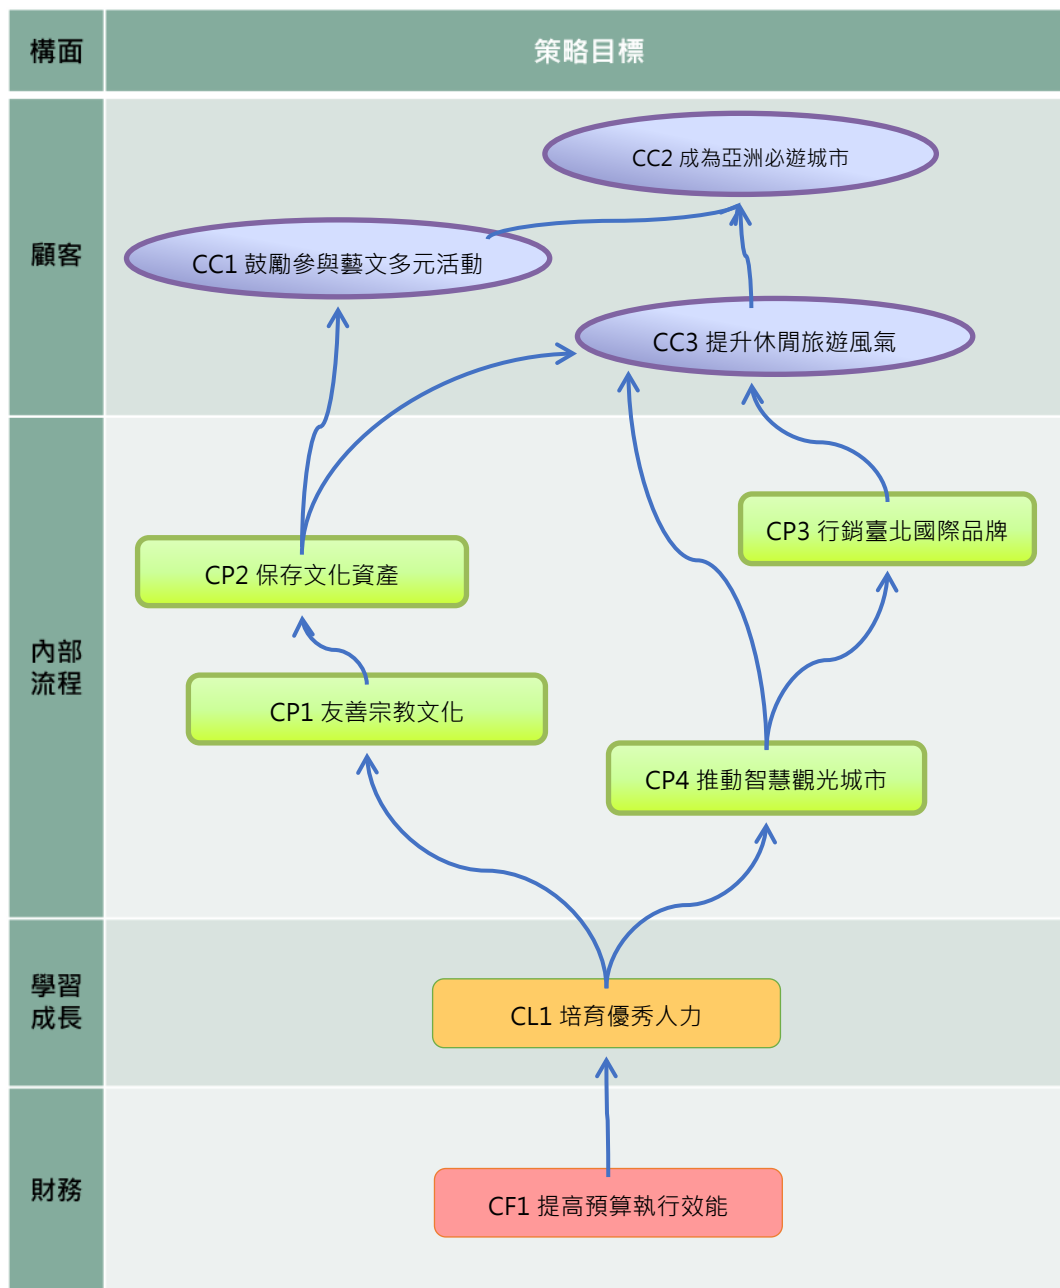 構面
策略目標
顧客
CC2 成為亞洲必遊城市
CC1 鼓勵參與藝文多元活動
CC3 提升休閒旅遊風氣
內部
流程
CP3 行銷臺北國際品牌
CP2 保存文化資產
CP1 友善宗教文化
CP4 推動智慧觀光城市
學習
成長
CL1 培育優秀人力
財務
CF1 提高預算執行效能